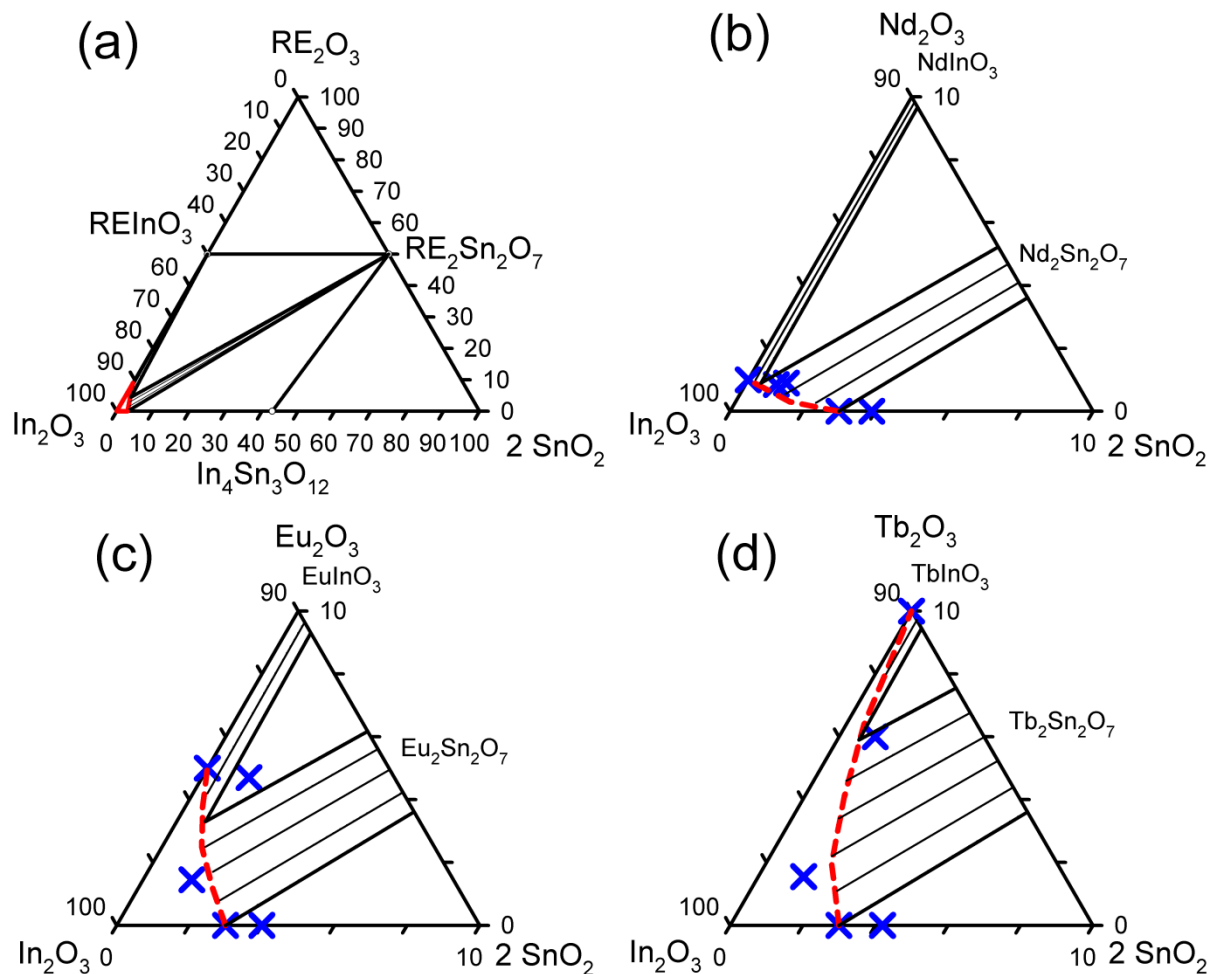 (a)
RE₂O₃
0
10
20
30
40
REInO₃
60
70
80
90
100
In₂O₃
100
90
80
70
60
RE₂Sn₂O₇
40
30
20
10
0
0 10 20 30 40 50 60 70 80 90 100
2 SnO₂
In₄Sn₃O₁₂
(b)
Nd₂O₃
NdInO₃
90 10
Nd₂Sn₂O₇
100 0
In₂O₃ 0 10 2 SnO₂
(c)
Eu₂O₃
EuInO₃
90 10
Eu₂Sn₂O₇
100 0
In₂O₃ 0 10 2 SnO₂
(d)
Tb₂O₃
TbInO₃
90 10
Tb₂Sn₂O₇
100 0
In₂O₃ 0 10 2 SnO₂